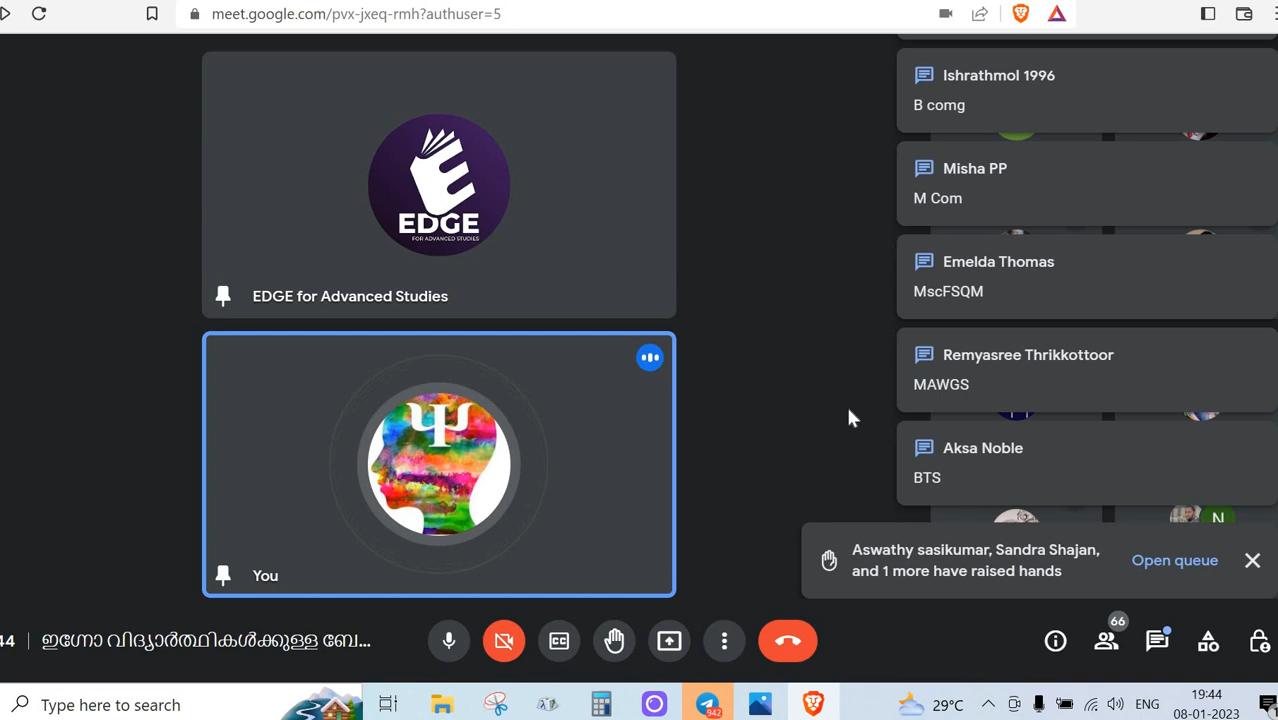 meet.google.com/pvx-jxeq-rmh?authuser=5
EDGE
FOR ADVANCED STUDIES
EDGE for Advanced Studies
Ψ
You
Ishrathmol 1996
B comg
Misha PP
M Com
Emelda Thomas
MscFSQM
Remyasree Thrikkottoor
MAWGS
Aksa Noble
BTS
N
Aswathy sasikumar, Sandra Shajan,
and 1 more have raised hands
Open queue
44 | ഇഗ്നോ വിദ്യാർത്ഥികൾക്കുള്ള ബേ...
CC
66
Type here to search
942
29°C
ENG
19:44
08-01-2023